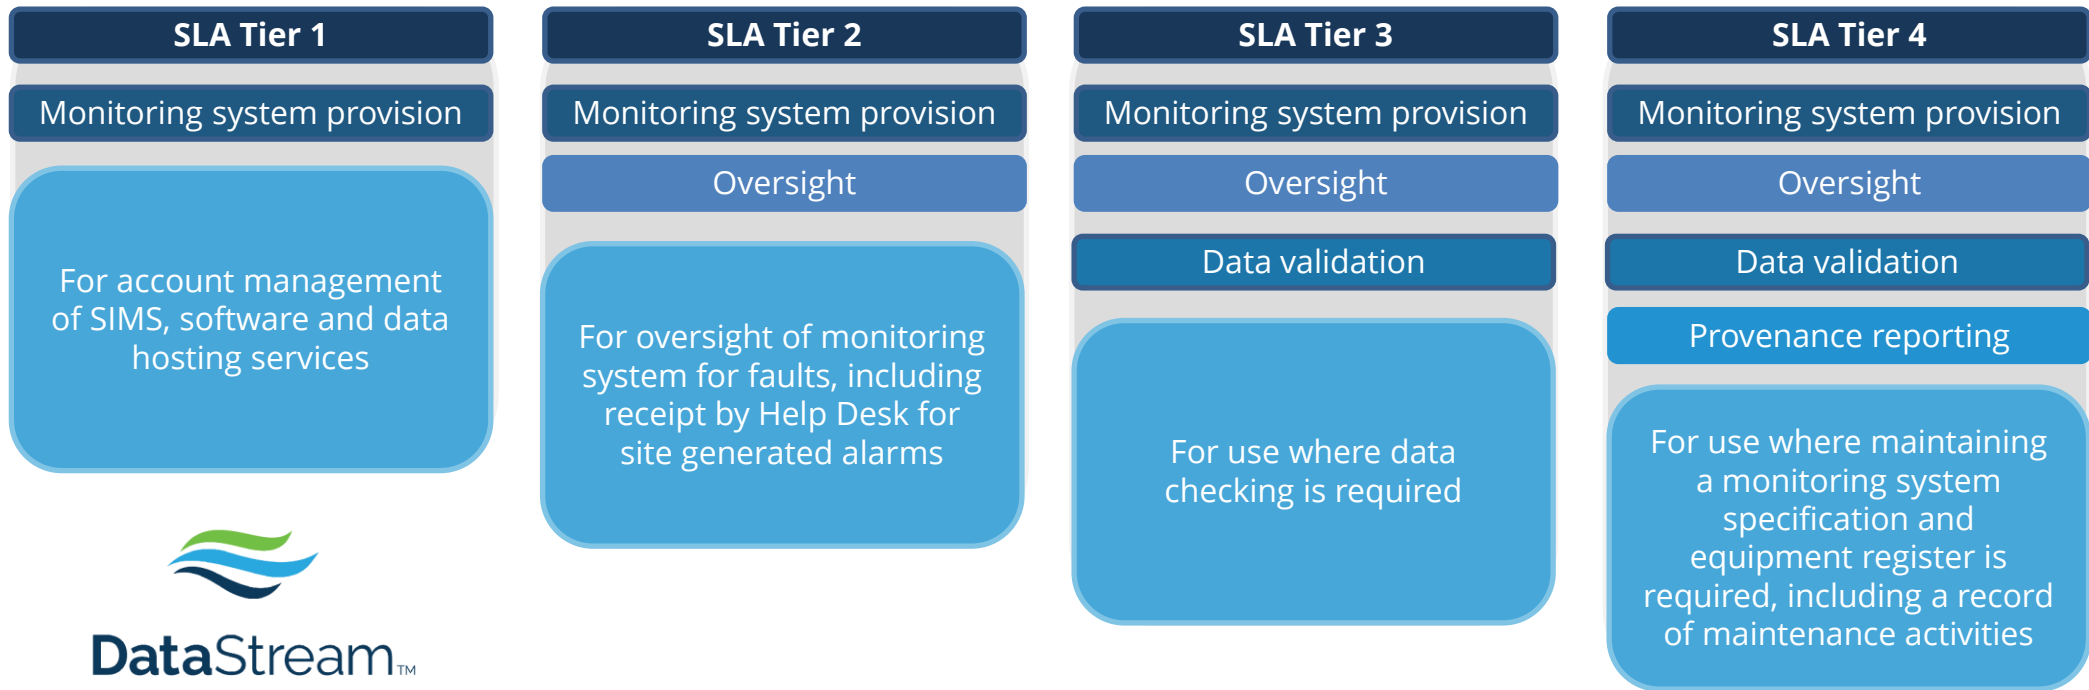 SLA Tier 1
Monitoring system provision
For account management
of SIMS, software and data
hosting services
DataStream™
SLA Tier 2
Monitoring system provision
Oversight
For oversight of monitoring
system for faults, including
receipt by Help Desk for
site generated alarms
SLA Tier 3
Monitoring system provision
Oversight
Data validation
For use where data
checking is required
SLA Tier 4
Monitoring system provision
Oversight
Data validation
Provenance reporting
For use where maintaining
a monitoring system
specification and
equipment register is
required, including a record
of maintenance activities